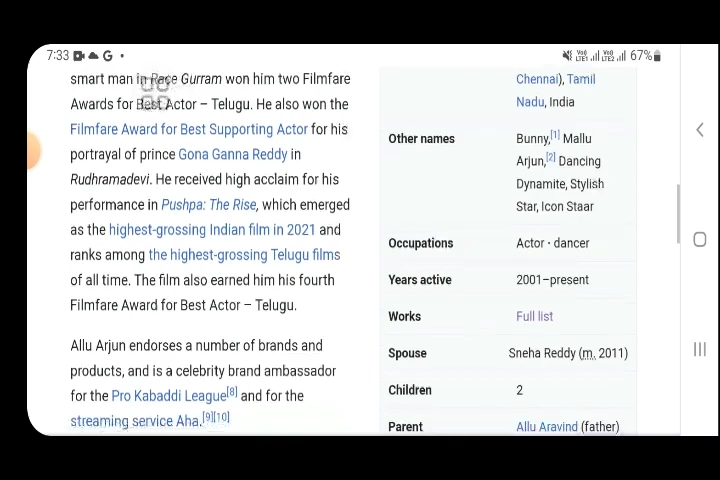 7:33
67%
smart man in Race Gurram won him two Filmfare
Awards for Best Actor – Telugu. He also won the
Filmfare Award for Best Supporting Actor for his
portrayal of prince Gona Ganna Reddy in
Rudhramadevi. He received high acclaim for his
performance in Pushpa: The Rise, which emerged
as the highest-grossing Indian film in 2021 and
ranks among the highest-grossing Telugu films
of all time. The film also earned him his fourth
Filmfare Award for Best Actor – Telugu.
Allu Arjun endorses a number of brands and
products, and is a celebrity brand ambassador
for the Pro Kabaddi League[8] and for the
streaming service Aha.[9][10]
Chennai), Tamil
Nadu, India
Other names
Bunny,[1] Mallu
Arjun,[2] Dancing
Dynamite, Stylish
Star, Icon Staar
Occupations Actor · dancer
Years active 2001–present
Works Full list
Spouse Sneha Reddy (m. 2011)
Children 2
Parent Allu Aravind (father)